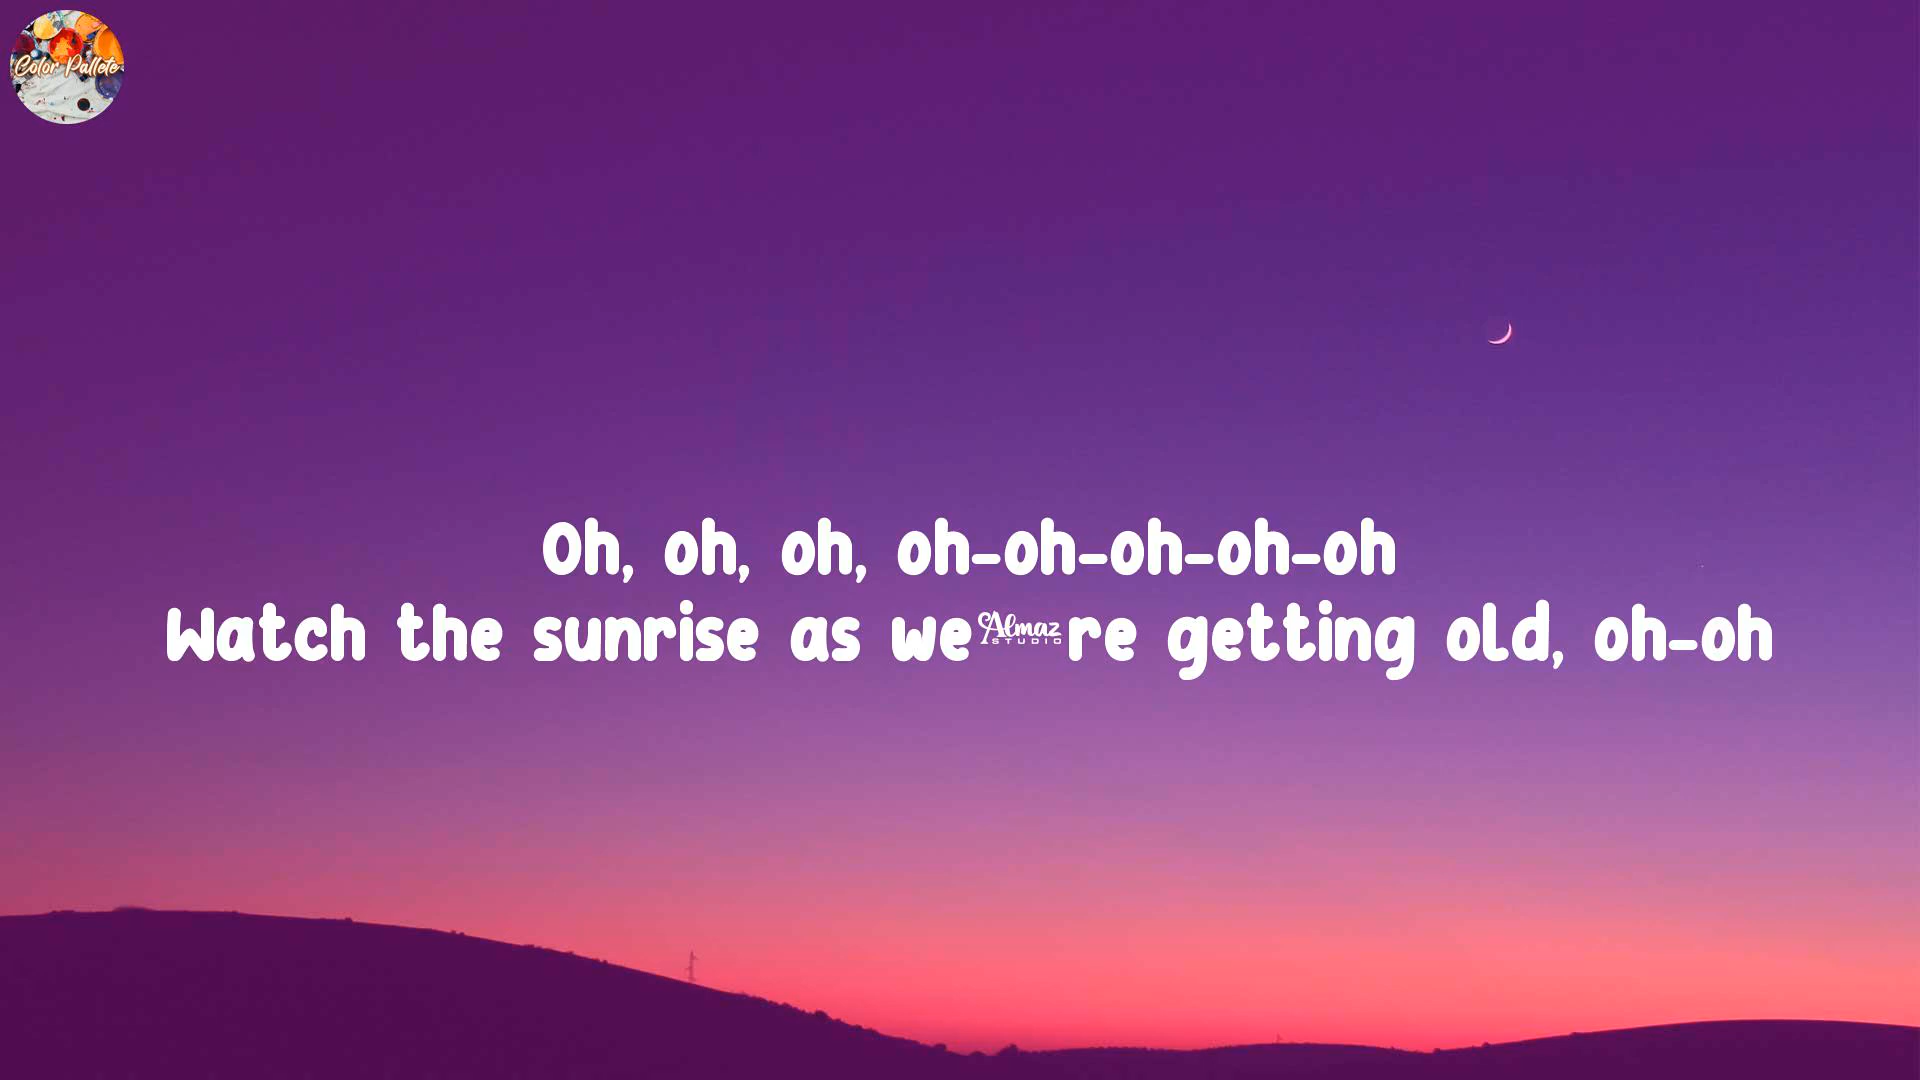 Color Pallete
Oh, oh, oh, oh-oh-oh-oh-oh
Watch the sunrise as we Almaz STUDIO re getting old, oh-oh